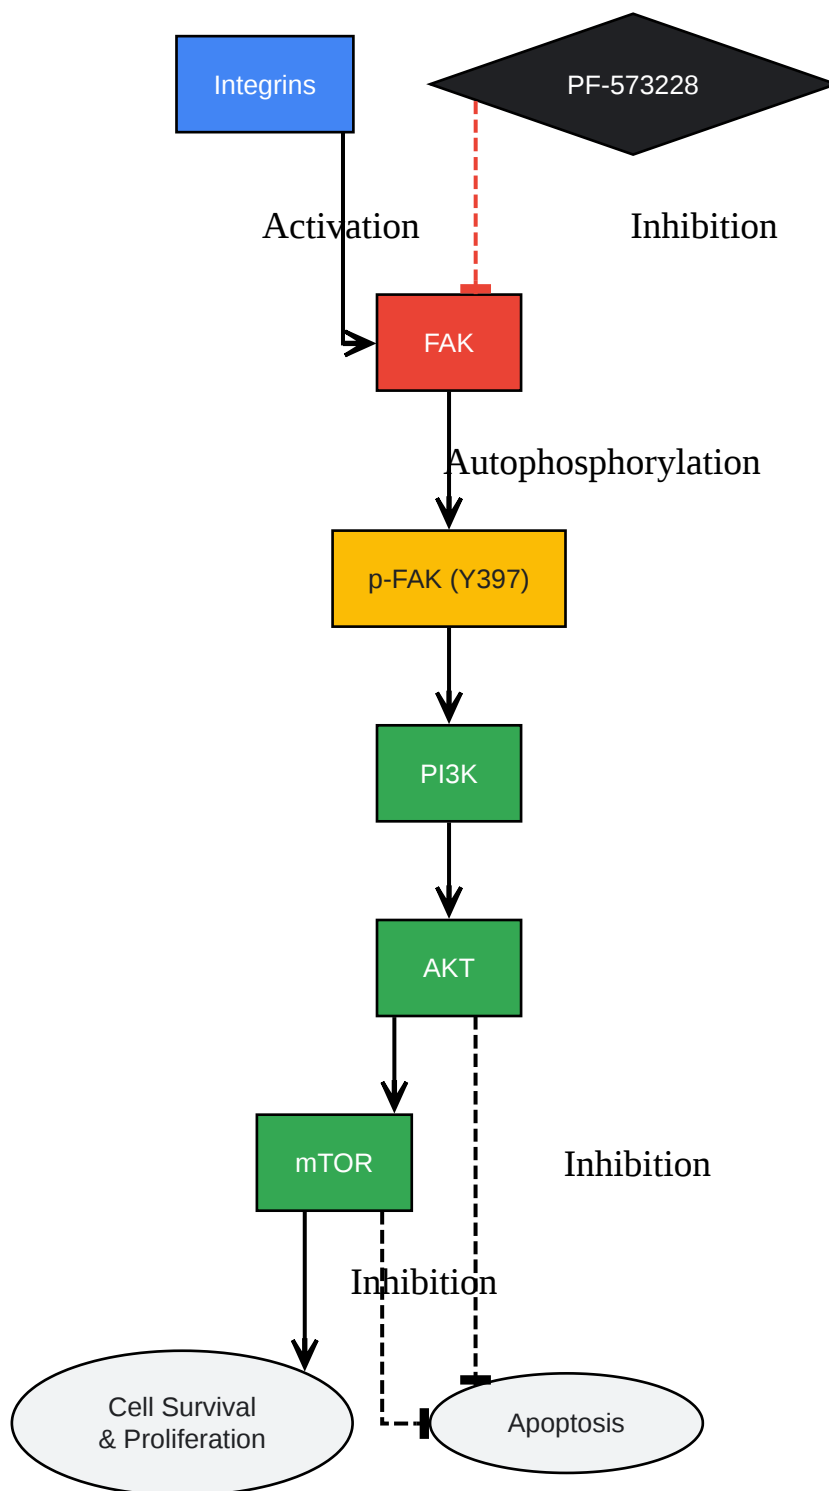 Integrins
PF-573228
Activation
Inhibition
FAK
Autophosphorylation
p-FAK (Y397)
PI3K
AKT
mTOR
Inhibition
Inhibition
Cell Survival
& Proliferation
Apoptosis